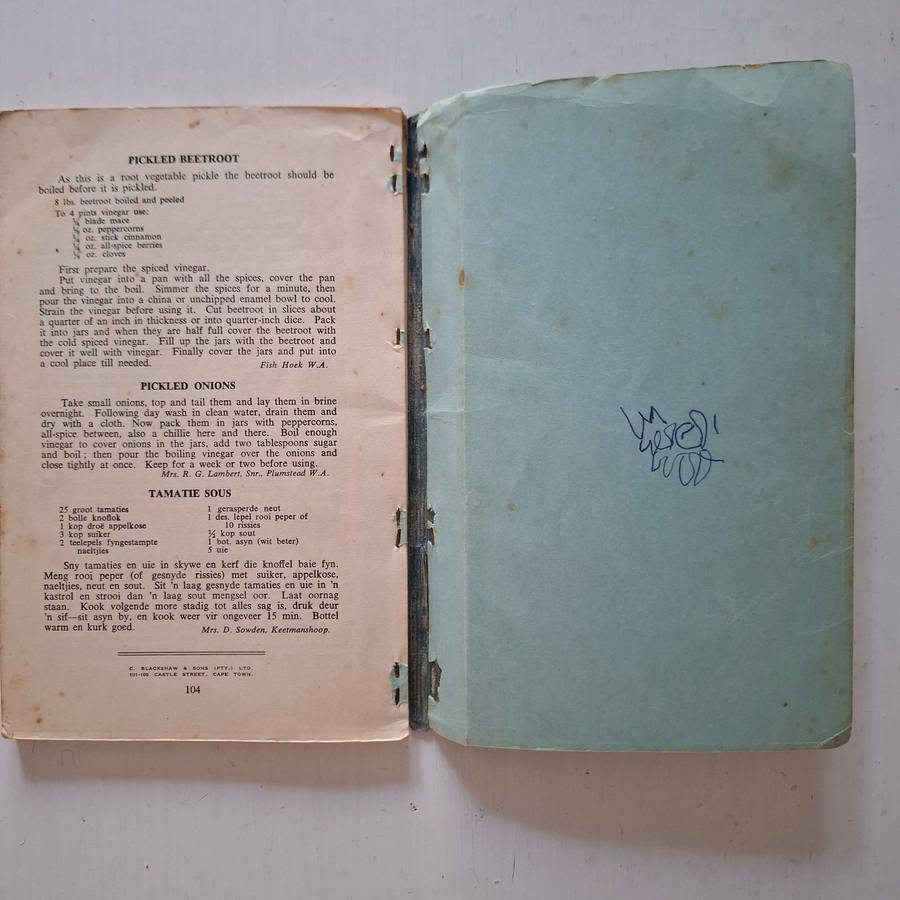 PICKLED BEETROOT
As this is a root vegetable pickle the beetroot should be
boiled before it is pickled.
8 lbs. beetroot boiled and peeled
To 4 pints vinegar use:
¼ blade mace
¼ oz. peppercorns
¼ oz. stick cinnamon
¼ oz. all-spice berries
¼ oz. cloves
First prepare the spiced vinegar.
Put vinegar into a pan with all the spices, cover the pan
and bring to the boil. Simmer the spices for a minute, then
pour the vinegar into a china or unchipped enamel bowl to cool.
Strain the vinegar before using it. Cut beetroot in slices about
a quarter of an inch in thickness or into quarter-inch dice. Pack
it into jars and when they are half full cover the beetroot with
the cold spiced vinegar. Fill up the jars with the beetroot and
cover it well with vinegar. Finally cover the jars and put into
a cool place till needed. Fish Hoek W.A.
PICKLED ONIONS
Take small onions, top and tail them and lay them in brine
overnight. Following day wash in clean water, drain them and
dry with a cloth. Now pack them in jars with peppercorns,
all-spice between, also a chillie here and there. Boil enough
vinegar to cover onions in the jars, add two tablespoons sugar
and boil; then pour the boiling vinegar over the onions and
close tightly at once. Keep for a week or two before using.
Mrs. R. G. Lambert, Snr., Plumstead W.A.
TAMATIE SOUS
25 groot tamaties
2 bolle knoflok
1 kop droë appelkose
3 kop suiker
2 teelepels fyngestampte
naeltjies
1 gerasperde neut
1 des. lepel rooi peper of
10 rissies
½ kop sout
1 bot. asyn (wit beter)
5 uie
Sny tamaties en uie in skywe en kerf die knoffel baie fyn.
Meng rooi peper (of gesnyde rissies) met suiker, appelkose,
naeltjies, neut en sout. Sit 'n laag gesnyde tamaties en uie in 'n
kastrol en strooi dan 'n laag sout mengsel oor. Laat oornag
staan. Kook volgende more stadig tot alles sag is, druk deur
'n sif—sit asyn by, en kook weer vir ongeveer 15 min. Bottel
warm en kurk goed. Mrs. D. Sowden, Keetmanshoop.
C. BLACKSHAW & SONS (PTY.) LTD.
CASTLE STREET, CAPE TOWN.
104